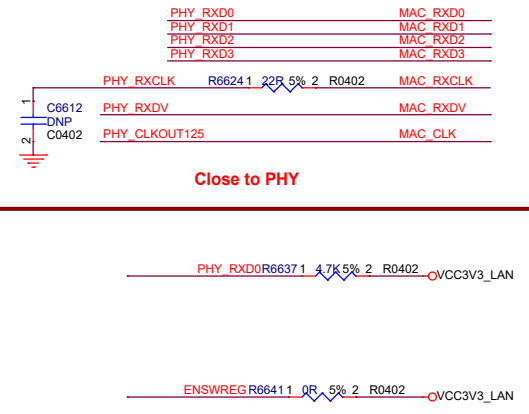 PHY_RXD0 MAC_RXD0
PHY_RXD1 MAC_RXD1
PHY_RXD2 MAC_RXD2
PHY_RXD3 MAC_RXD3
PHY_RXCLK R6624 1 22R 5% 2 R0402 MAC_RXCLK
1 C6612 PHY_RXDV MAC_RXDV
DNP
2 C0402 PHY_CLKOUT125 MAC_CLK
Close to PHY
PHY_RXD0 R6637 1 4.7K 5% 2 R0402 VCC3V3_LAN
ENSWREG R6641 1 0R 5% 2 R0402 VCC3V3_LAN